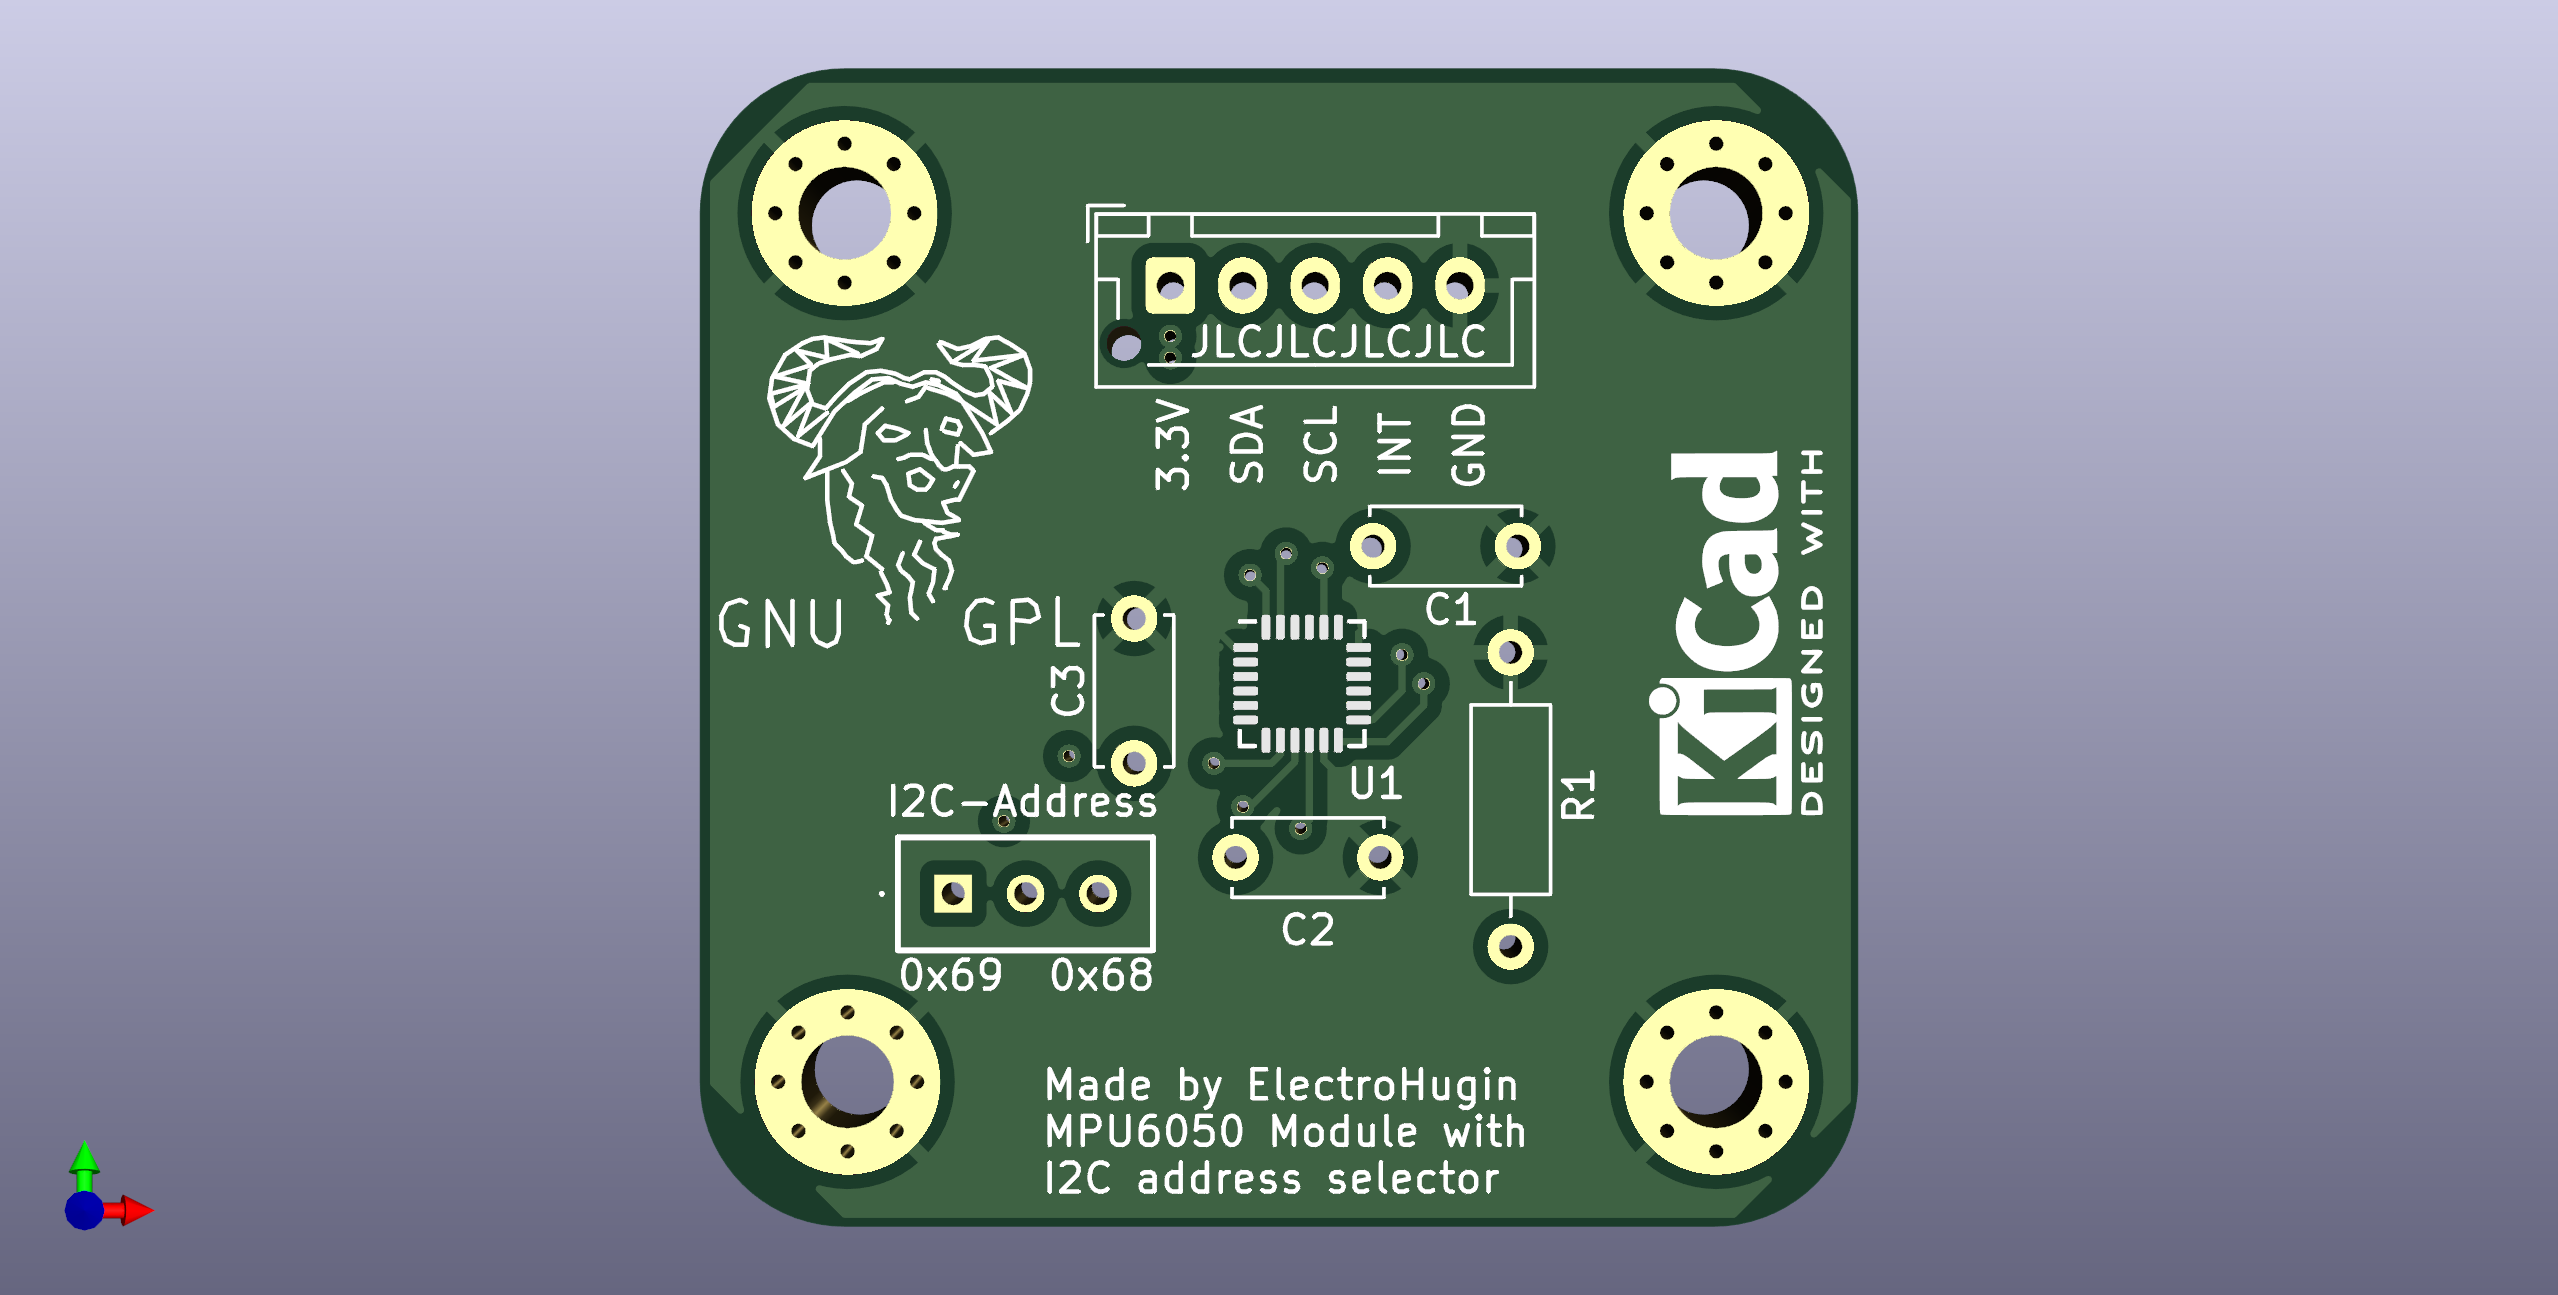 JLCJLCJLCJLC
3.3V
SDA
SCL
INT
GND
C1
GNU GPL
C3
U1
R1
I2C-Address
C2
0x69 0x68
KiCad
DESIGNED WITH
Made by ElectroHugin
MPU6050 Module with
I2C address selector